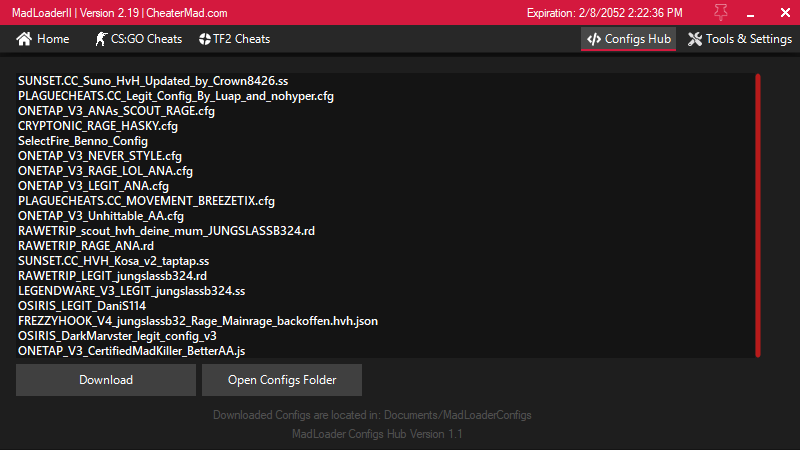 MadLoaderII | Version 2.19 | CheaterMad.com
Expiration: 2/8/2052 2:22:36 PM
Home
CS:GO Cheats
TF2 Cheats
Configs Hub
Tools & Settings
SUNSET.CC_Suno_HvH_Updated_by_Crown8426.ss
PLAGUECHEATS.CC_Legit_Config_By_Luap_and_nohyper.cfg
ONETAP_V3_ANAs_SCOUT_RAGE.cfg
CRYPTONIC_RAGE_HASKY.cfg
SelectFire_Benno_Config
ONETAP_V3_NEVER_STYLE.cfg
ONETAP_V3_RAGE_LOL_ANA.cfg
ONETAP_V3_LEGIT_ANA.cfg
PLAGUECHEATS.CC_MOVEMENT_BREEZETIX.cfg
ONETAP_V3_Unhittable_AA.cfg
RAWETRIP_scout_hvh_deine_mum_JUNGSLASSB324.rd
RAWETRIP_RAGE_ANA.rd
SUNSET.CC_HVH_Kosa_v2_taptap.ss
RAWETRIP_LEGIT_jungslassb324.rd
LEGENDWARE_V3_LEGIT_jungslassb324.ss
OSIRIS_LEGIT_DaniS114
FREZZYHOOK_V4_jungslassb32_Rage_Mainrage_backoffen.hvh.json
OSIRIS_DarkMarvster_legit_config_v3
ONETAP_V3_CertifiedMadKiller_BetterAA.js
Download
Open Configs Folder
Downloaded Configs are located in: Documents/MadLoaderConfigs
MadLoader Configs Hub Version 1.1